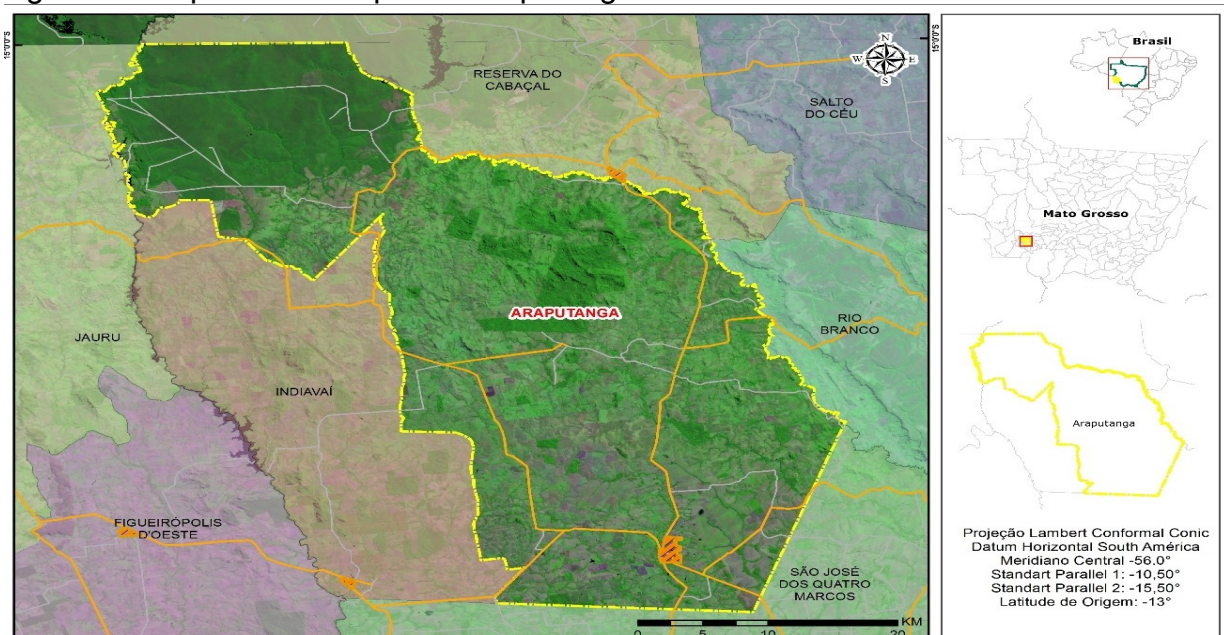 15°0'0"S
15°0'0"S
N
W
E
S
RESERVA DO
CABAÇAL
SALTO
DO CÉU
ARAPUTANGA
RIO
BRANCO
JAURU
INDIAVAÍ
FIGUEIRÓPOLIS
D'OESTE
SÃO JOSÉ
DOS QUATRO
MARCOS
KM
0 5 10 20
Brasil
Mato Grosso
Araputanga
Projeção Lambert Conformal Conic
Datum Horizontal South América
Meridiano Central -56.0°
Standart Parallel 1: -10,50°
Standart Parallel 2: -15,50°
Latitude de Origem: -13°